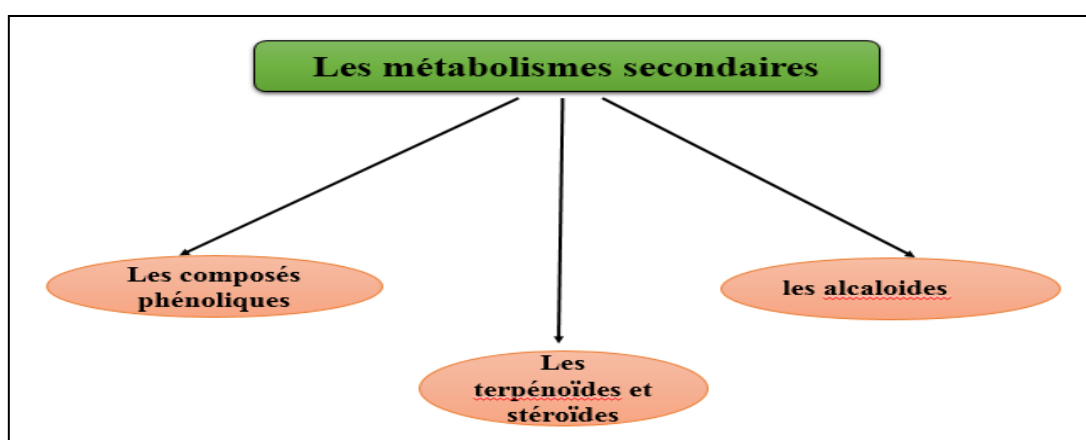 Les métabolismes secondaires
Les composés
phénoliques
les alcaloides
Les
terpénoïdes et
stéroïdes